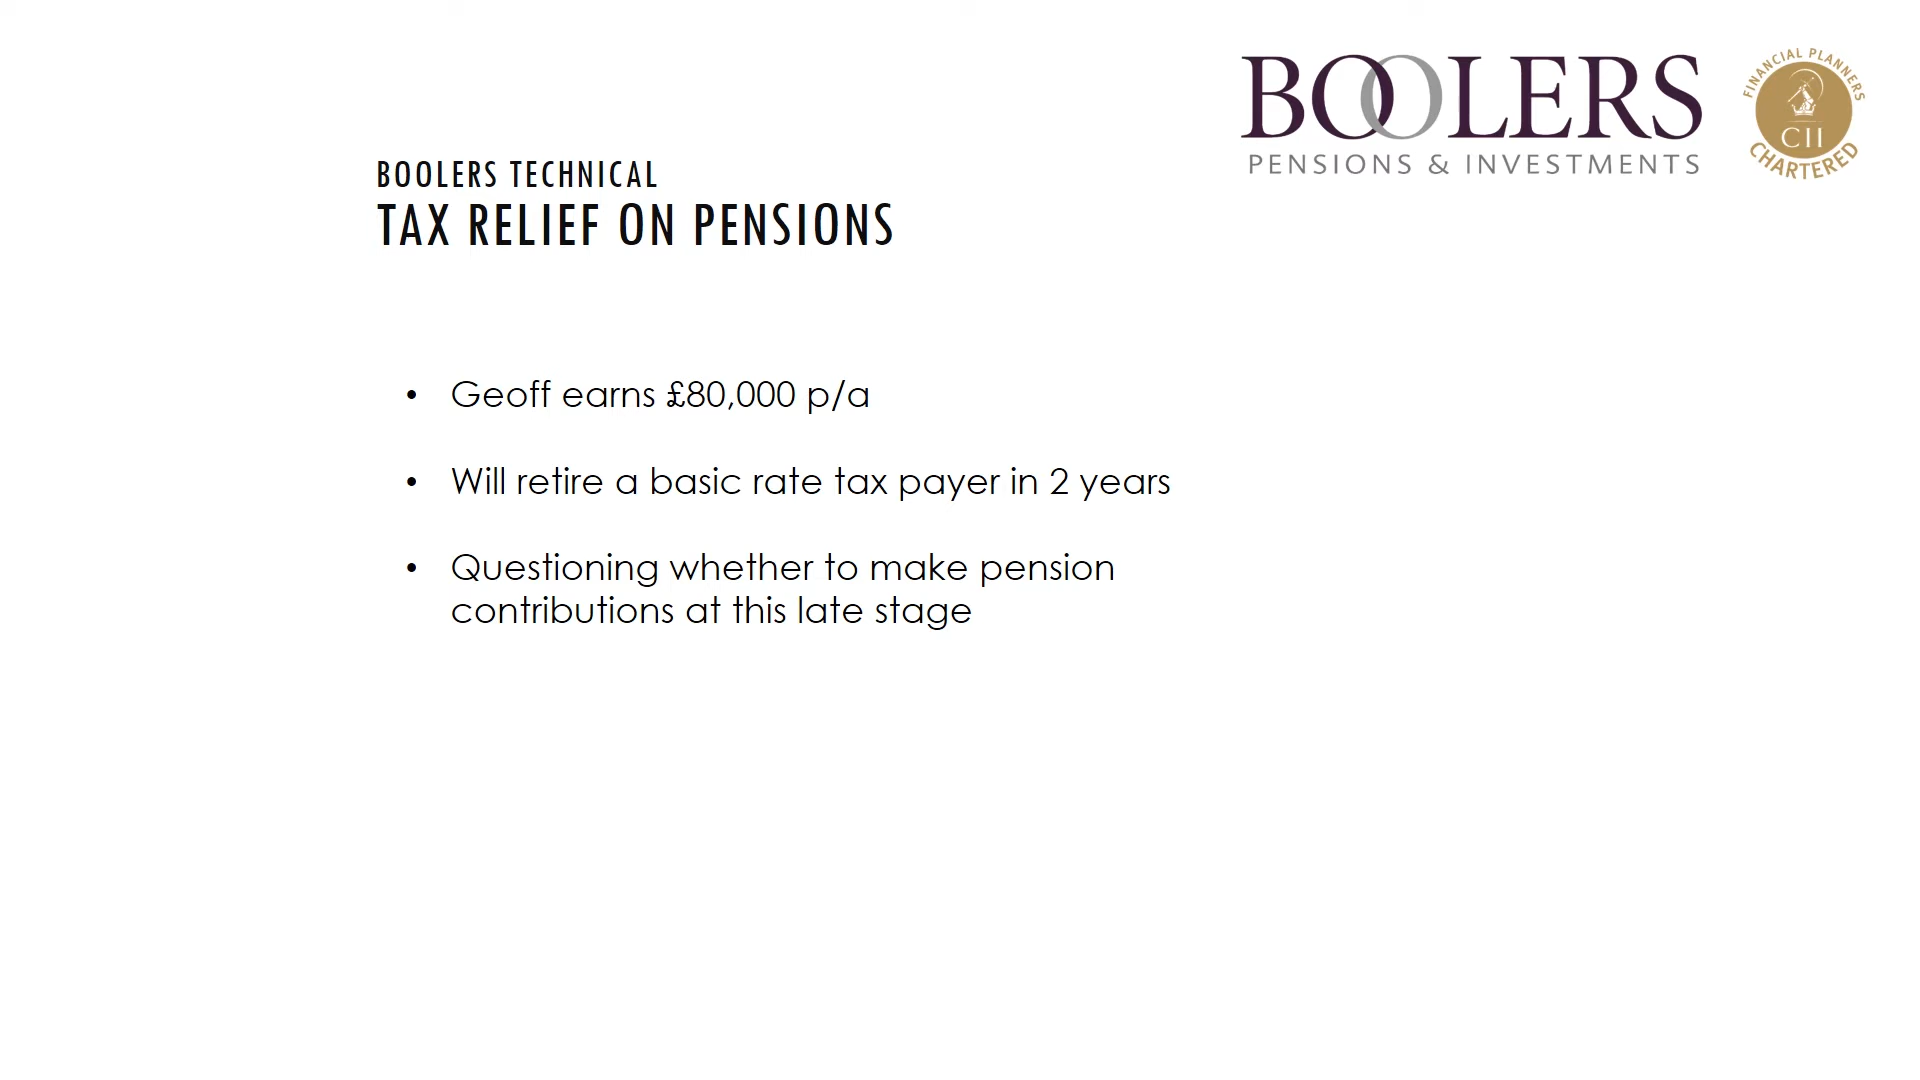 BOOLERS
PENSIONS & INVESTMENTS
FINANCIAL PLANNERS
CII
CHARTERED
BOOLERS TECHNICAL
TAX RELIEF ON PENSIONS
• Geoff earns £80,000 p/a
• Will retire a basic rate tax payer in 2 years
• Questioning whether to make pension
contributions at this late stage